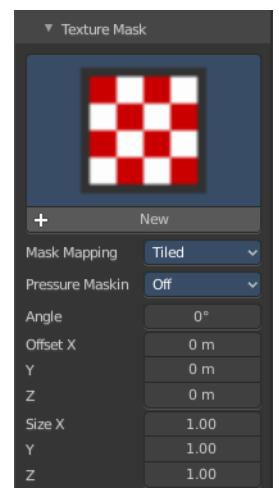 Texture Mask
New
Mask Mapping Tiled
Pressure Maskin Off
Angle 0°
Offset X 0 m
Y 0 m
Z 0 m
Size X 1.00
Y 1.00
Z 1.00